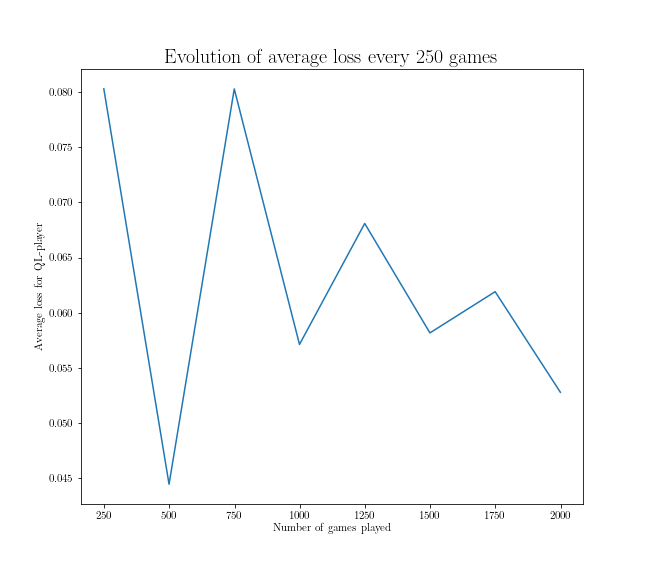 Evolution of average loss every 250 games
0.080
0.075
0.070
0.065
0.060
0.055
0.050
0.045
Average loss for QL-player
250 500 750 1000 1250 1500 1750 2000
Number of games played